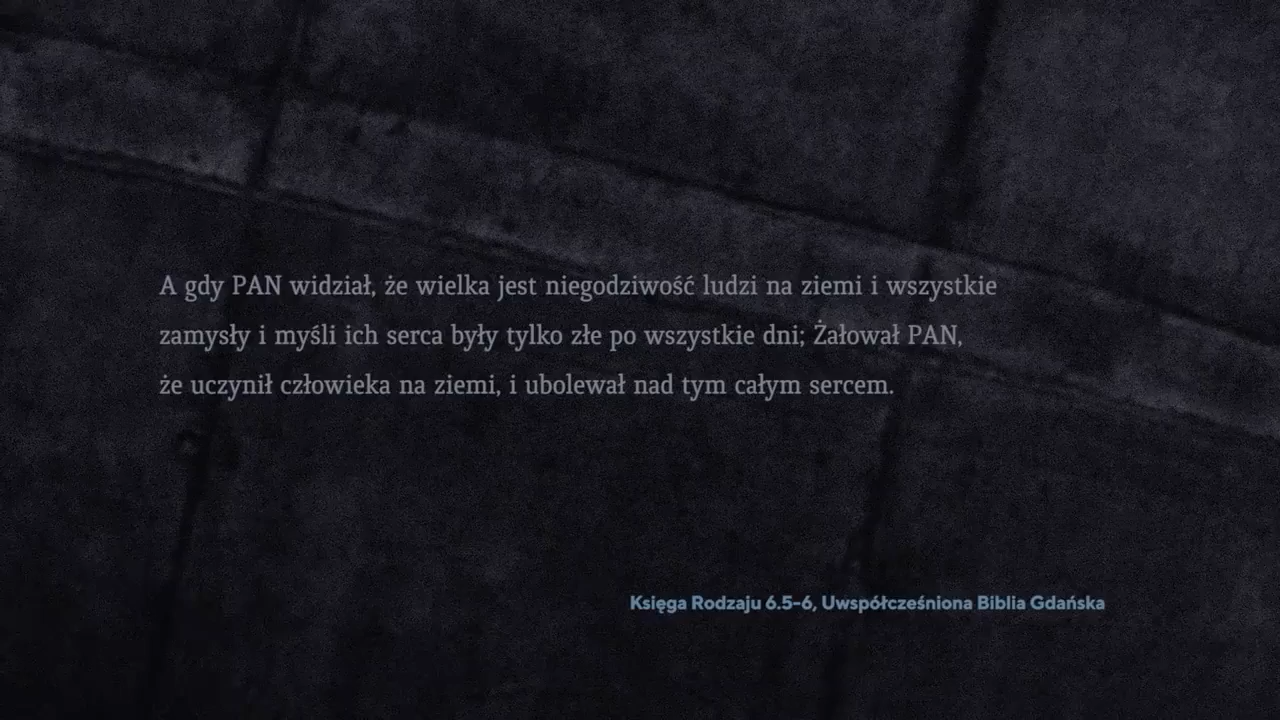 A gdy PAN widział, że wielka jest niegodziwość ludzi na ziemi i wszystkie
zamysły i myśli ich serca były tylko złe po wszystkie dni; Żałował PAN,
że uczynił człowieka na ziemi, i ubolewał nad tym całym sercem.
Księga Rodzaju 6.5-6, Uwspółcześniona Biblia Gdańska